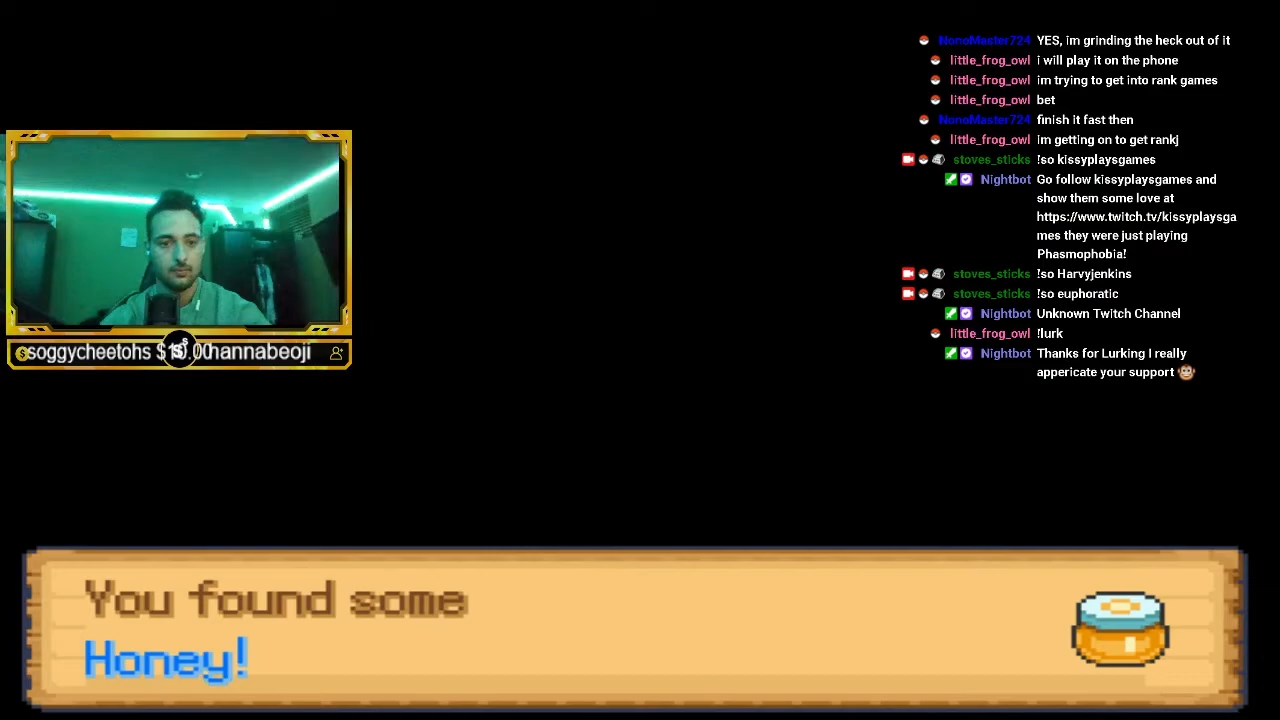 NonoMaster724 YES, im grinding the heck out of it
little_frog_owl i will play it on the phone
little_frog_owl im trying to get into rank games
little_frog_owl bet
NonoMaster724 finish it fast then
little_frog_owl im getting on to get rankj
stoves_sticks !so kissyplaysgames
Nightbot Go follow kissyplaysgames and
show them some love at
https://www.twitch.tv/kissyplaysga
mes they were just playing
Phasmophobia!
stoves_sticks !so Harvyjenkins
stoves_sticks !so euphoratic
Nightbot Unknown Twitch Channel
little_frog_owl !lurk
Nightbot Thanks for Lurking I really
appericate your support
soggycheetohs hannabeoji
You found some
Honey!